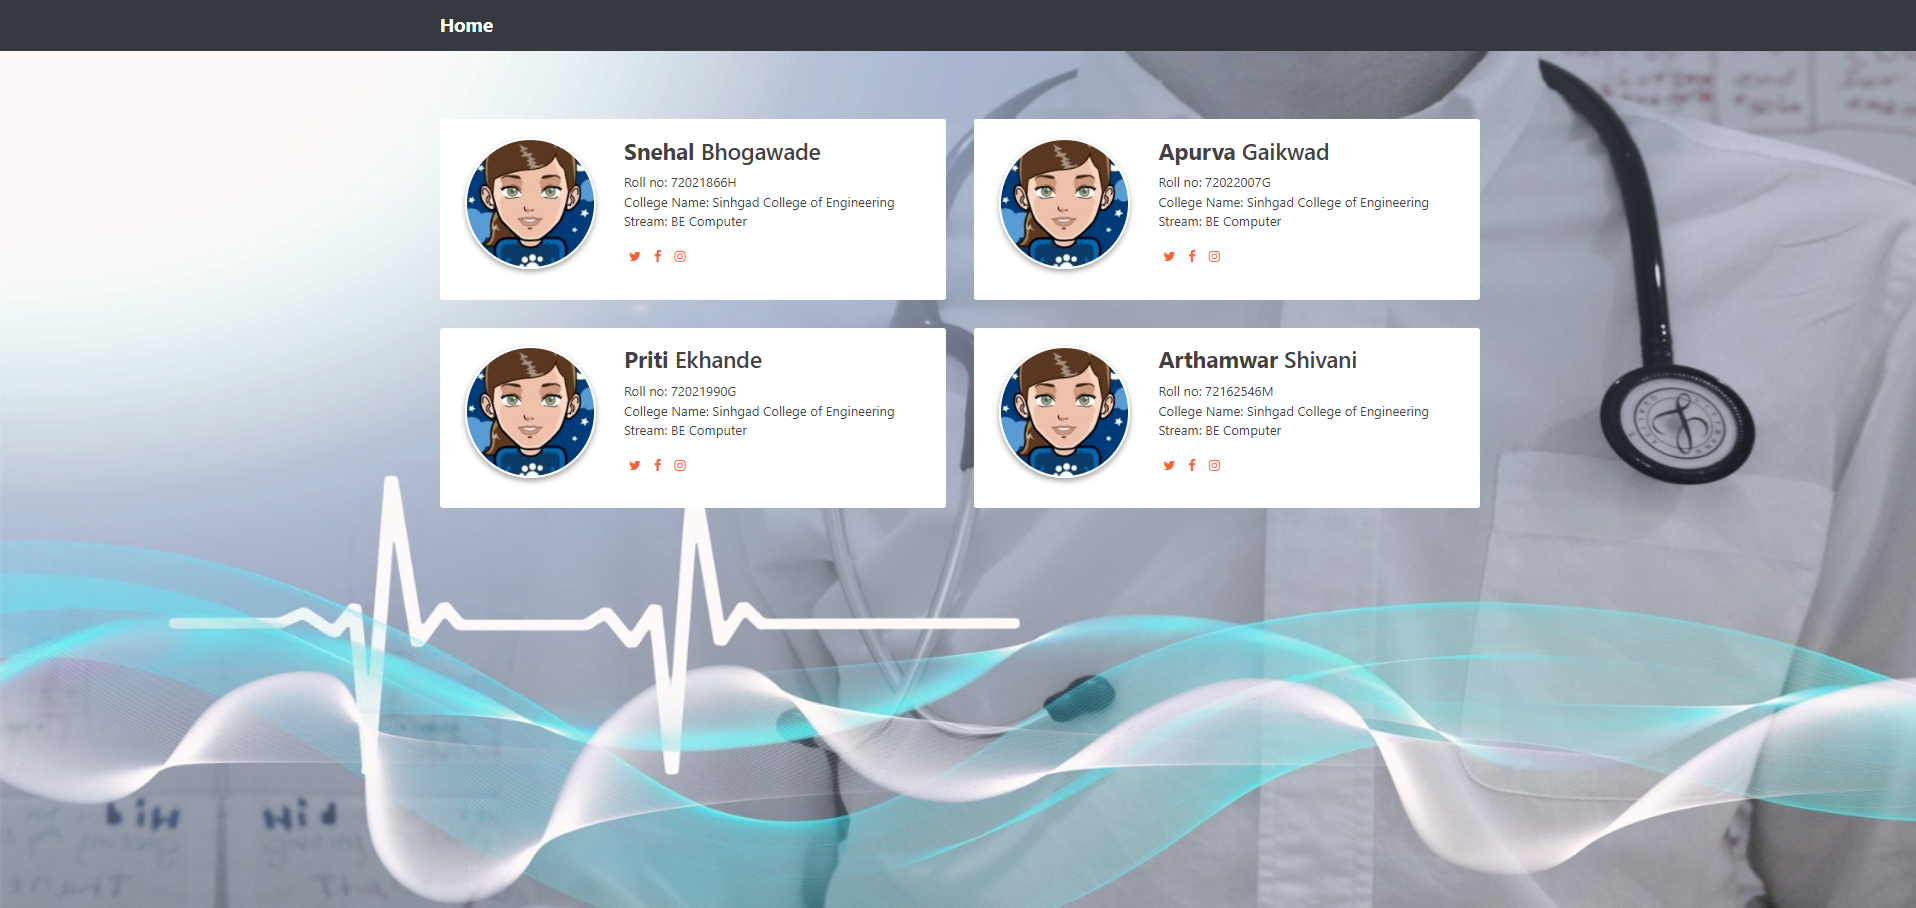 Home
Snehal Bhogawade
Roll no: 72021866H
College Name: Sinhgad College of Engineering
Stream: BE Computer
Apurva Gaikwad
Roll no: 72022007G
College Name: Sinhgad College of Engineering
Stream: BE Computer
Priti Ekhande
Roll no: 72021990G
College Name: Sinhgad College of Engineering
Stream: BE Computer
Arthamwar Shivani
Roll no: 72162546M
College Name: Sinhgad College of Engineering
Stream: BE Computer